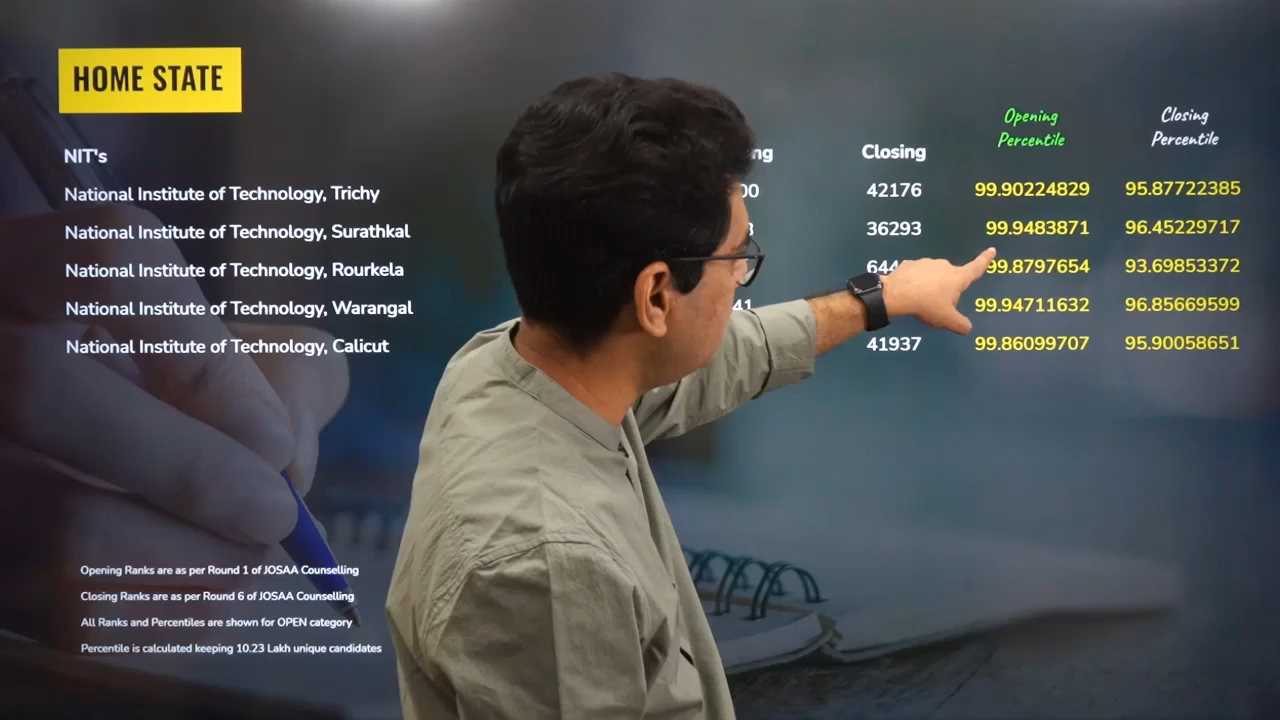 HOME STATE
Opening Percentile
Closing Percentile
NIT's Closing
National Institute of Technology, Trichy 42176 99.90224829 95.87722385
National Institute of Technology, Surathkal 36293 99.9483871 96.45229717
National Institute of Technology, Rourkela 99.8797654 93.69853372
National Institute of Technology, Warangal 99.94711632 96.85669599
National Institute of Technology, Calicut 41937 99.86099707 95.90058651
Opening Ranks are as per Round 1 of JOSAA Counselling
Closing Ranks are as per Round 6 of JOSAA Counselling
All Ranks and Percentiles are shown for OPEN category
Percentile is calculated keeping 10.23 Lakh unique candidates